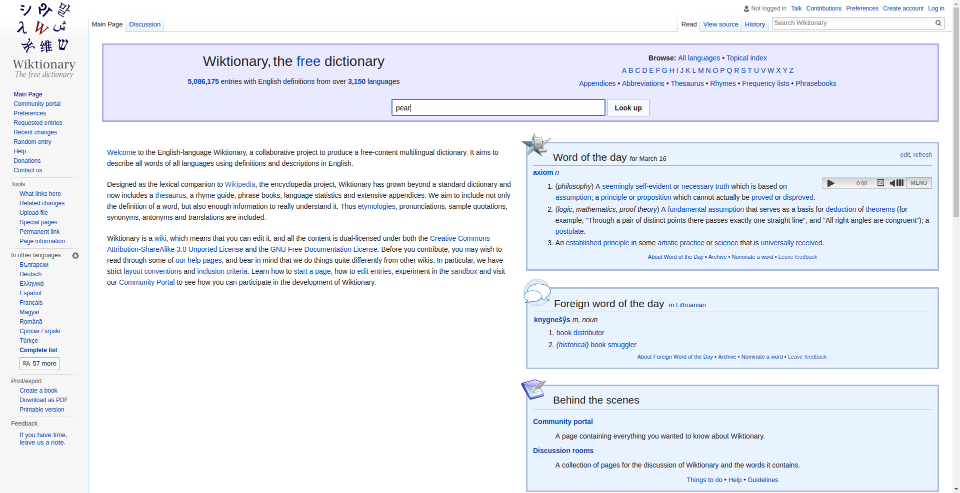 シ
Wiktionary
The free dictionary
Main Page
Community portal
Preferences
Requested entries
Recent changes
Random entry
Help
Donations
Contact us
Tools
What links here
Related changes
Upload file
Special pages
Permanent link
Page information
In other languages
Български
Deutsch
Ελληνικά
Español
Français
Magyar
Română
Српски / srpski
Türkçe
Complete list
57 more
Print/export
Create a book
Download as PDF
Printable version
Feedback
If you have time,
leave us a note.
Not logged in Talk Contributions Preferences Create account Log in
Main Page Discussion Read View source History Search Wiktionary
Wiktionary, the free dictionary
5,086,175 entries with English definitions from over 3,150 languages
Browse: All languages • Topical index
A B C D E F G H I J K L M N O P Q R S T U V W X Y Z
Appendices • Abbreviations • Thesaurus • Rhymes • Frequency lists • Phrasebooks
pear Look up
Welcome to the English-language Wiktionary, a collaborative project to produce a free-content multilingual dictionary. It aims to
describe all words of all languages using definitions and descriptions in English.
Designed as the lexical companion to Wikipedia, the encyclopedia project, Wiktionary has grown beyond a standard dictionary and
now includes a thesaurus, a rhyme guide, phrase books, language statistics and extensive appendices. We aim to include not only
the definition of a word, but also enough information to really understand it. Thus etymologies, pronunciations, sample quotations,
synonyms, antonyms and translations are included.
Wiktionary is a wiki, which means that you can edit it, and all the content is dual-licensed under both the Creative Commons
Attribution-ShareAlike 3.0 Unported License and the GNU Free Documentation License. Before you contribute, you may wish to
read through some of our help pages, and bear in mind that we do things quite differently from other wikis. In particular, we have
strict layout conventions and inclusion criteria. Learn how to start a page, how to edit entries, experiment in the sandbox and visit
our Community Portal to see how you can participate in the development of Wiktionary.
Word of the day for March 16
edit, refresh
axiom n
1. (philosophy) A seemingly self-evident or necessary truth which is based on
assumption; a principle or proposition which cannot actually be proved or disproved.
0:00 MENU
2. (logic, mathematics, proof theory) A fundamental assumption that serves as a basis for deduction of theorems (for
example, "Through a pair of distinct points there passes exactly one straight line", and "All right angles are congruent"); a
postulate.
3. An established principle in some artistic practice or science that is universally received.
About Word of the Day • Archive • Nominate a word • Leave feedback
Foreign word of the day in Lithuanian
knygnešỹs m, noun
1. book distributor
2. (historical) book smuggler
About Foreign Word of the Day • Archive • Nominate a word • Leave feedback
Behind the scenes
Community portal
A page containing everything you wanted to know about Wiktionary.
Discussion rooms
A collection of pages for the discussion of Wiktionary and the words it contains.
Things to do • Help • Guidelines